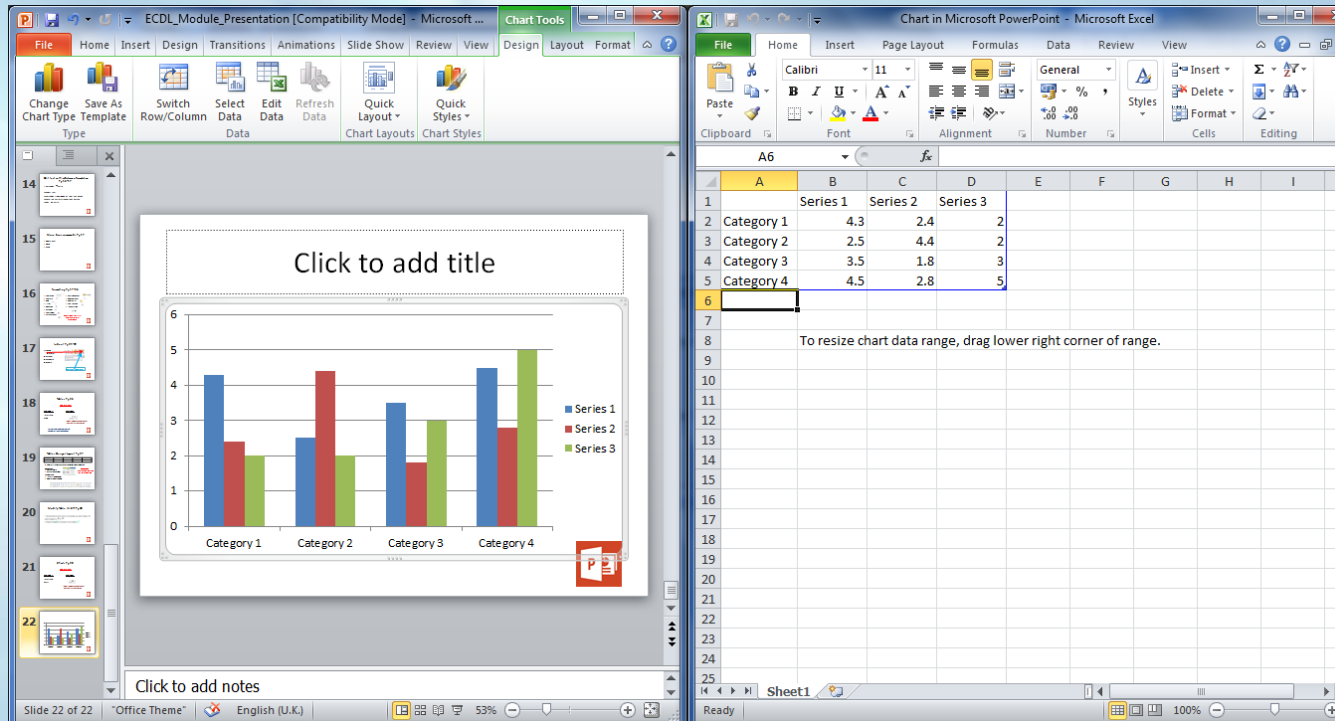 ECDL_Module_Presentation [Compatibility Mode] - Microsoft ...
Chart Tools
File Home Insert Design Transitions Animations Slide Show Review View Design Layout Format
Change Chart Type
Save As Template
Switch Row/Column
Select Data
Edit Data
Refresh Data
Quick Layout
Quick Styles
Type Data Chart Layouts Chart Styles
14
15
16
17
18
19
20
21
22
Click to add title
6
5
4
3
2
1
0
Category 1 Category 2 Category 3 Category 4
Series 1
Series 2
Series 3
P
Click to add notes
Slide 22 of 22 "Office Theme" English (U.K.) 53%
Chart in Microsoft PowerPoint - Microsoft Excel
File Home Insert Page Layout Formulas Data Review View
Paste
Calibri 11
B I U A A
A
General
% ,
.00 .0
Styles
Insert
Delete
Format
Σ
Clipboard Font Alignment Number Cells Editing
A6 fx
A B C D E F G H I
1 Series 1 Series 2 Series 3
2 Category 1 4.3 2.4 2
3 Category 2 2.5 4.4 2
4 Category 3 3.5 1.8 3
5 Category 4 4.5 2.8 5
6
7
8 To resize chart data range, drag lower right corner of range.
9
10
11
12
13
14
15
16
17
18
19
20
21
22
23
24
25
Sheet1
Ready 100%